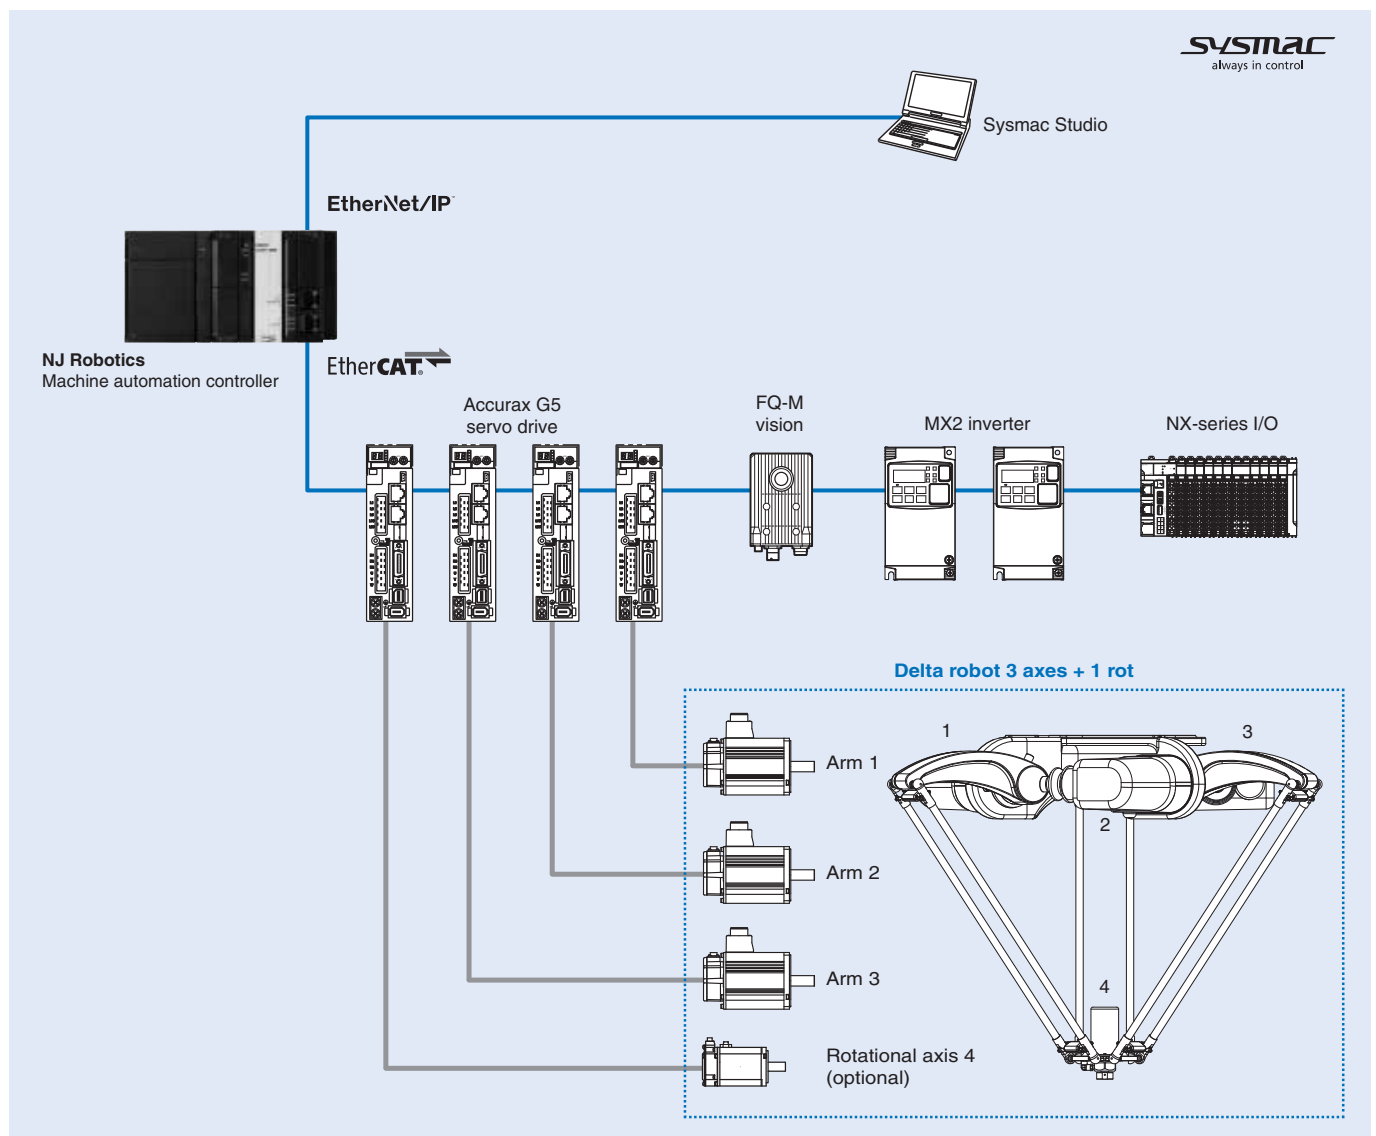 sysmac
always in control
Sysmac Studio
EtherNet/IP™
NJ Robotics
Machine automation controller
EtherCAT®
Accurax G5
servo drive
FQ-M
vision
MX2 inverter
NX-series I/O
Delta robot 3 axes + 1 rot
1
3
Arm 1
2
Arm 2
Arm 3
4
Rotational axis 4
(optional)